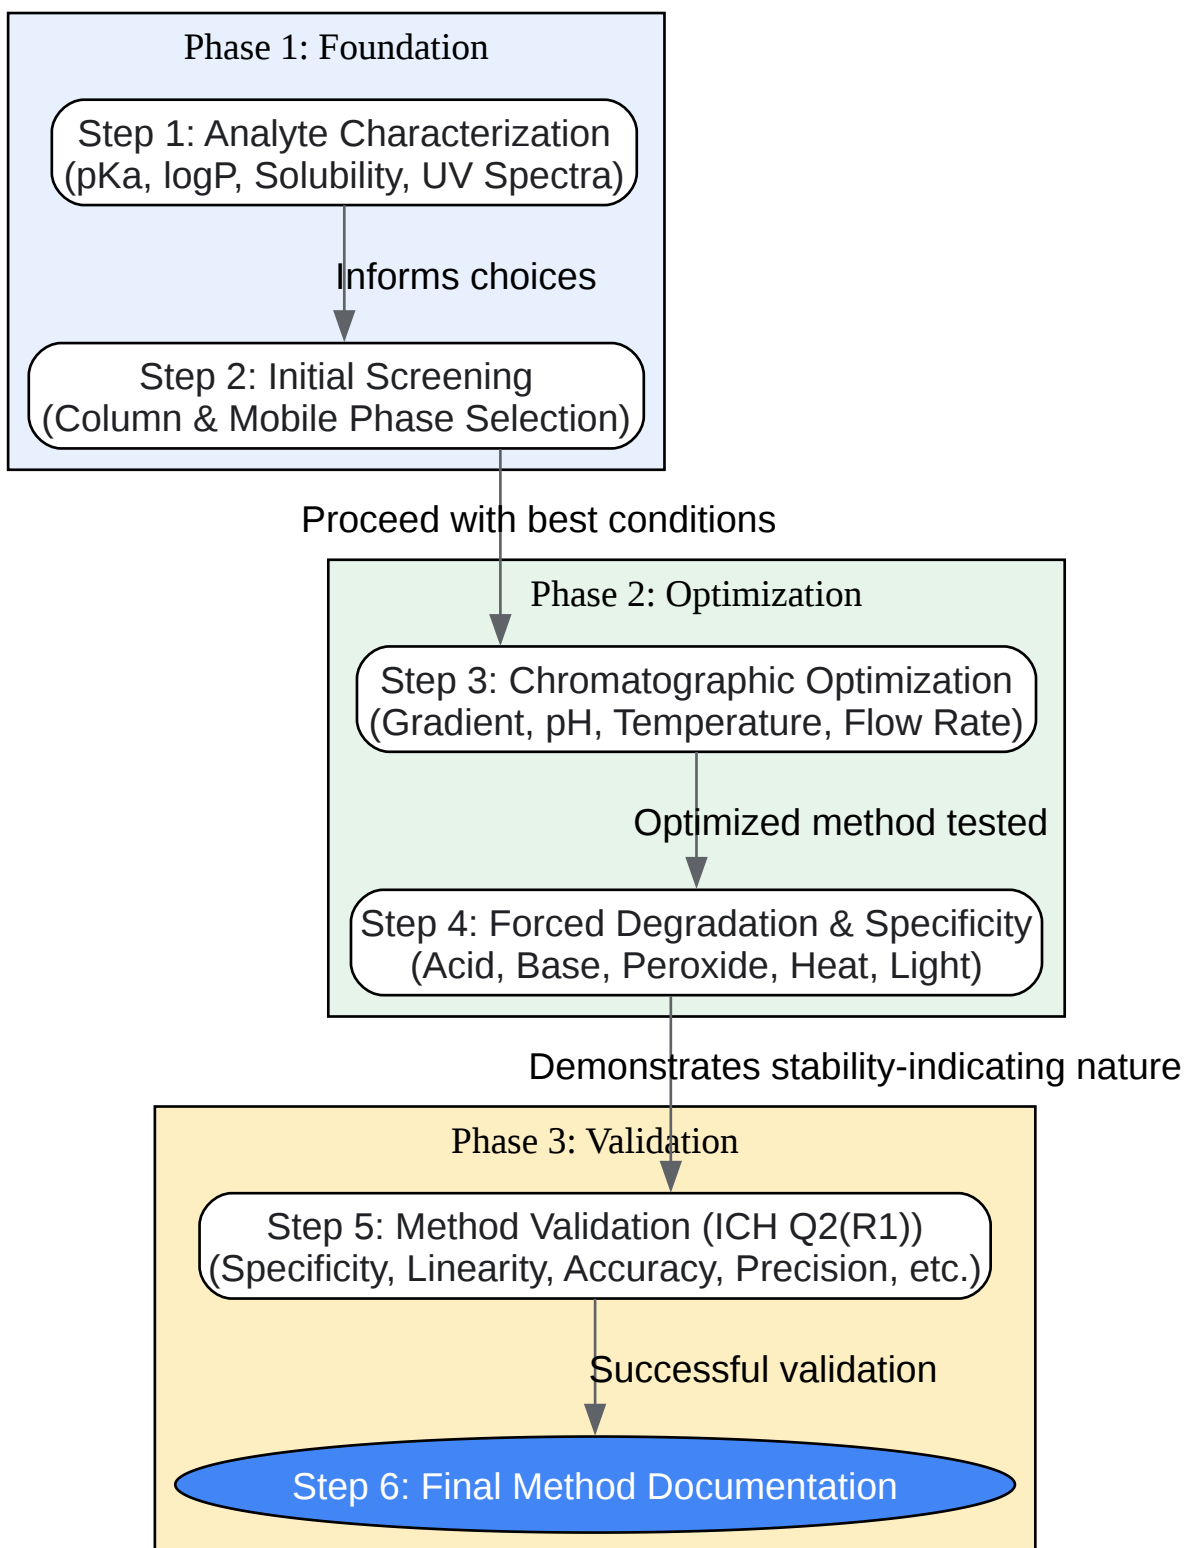 Phase 1: Foundation
Step 1: Analyte Characterization
(pKa, logP, Solubility, UV Spectra)
Informs choices
Step 2: Initial Screening
(Column & Mobile Phase Selection)
Proceed with best conditions
Phase 2: Optimization
Step 3: Chromatographic Optimization
(Gradient, pH, Temperature, Flow Rate)
Optimized method tested
Step 4: Forced Degradation & Specificity
(Acid, Base, Peroxide, Heat, Light)
Demonstrates stability-indicating nature
Phase 3: Validation
Step 5: Method Validation (ICH Q2(R1))
(Specificity, Linearity, Accuracy, Precision, etc.)
Successful validation
Step 6: Final Method Documentation